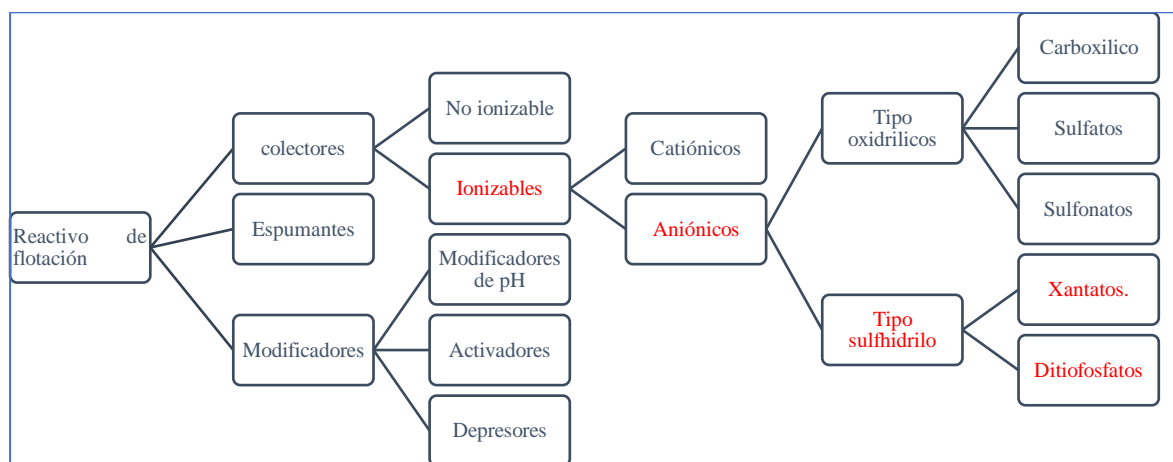 Reactivo de
flotación
colectores
Espumantes
Modificadores
No ionizable
Ionizables
Modificadores
de pH
Activadores
Depresores
Catiónicos
Aniónicos
Tipo
oxidrilicos
Tipo
sulfhidrilo
Carboxilico
Sulfatos
Sulfonatos
Xantatos.
Ditiofosfatos